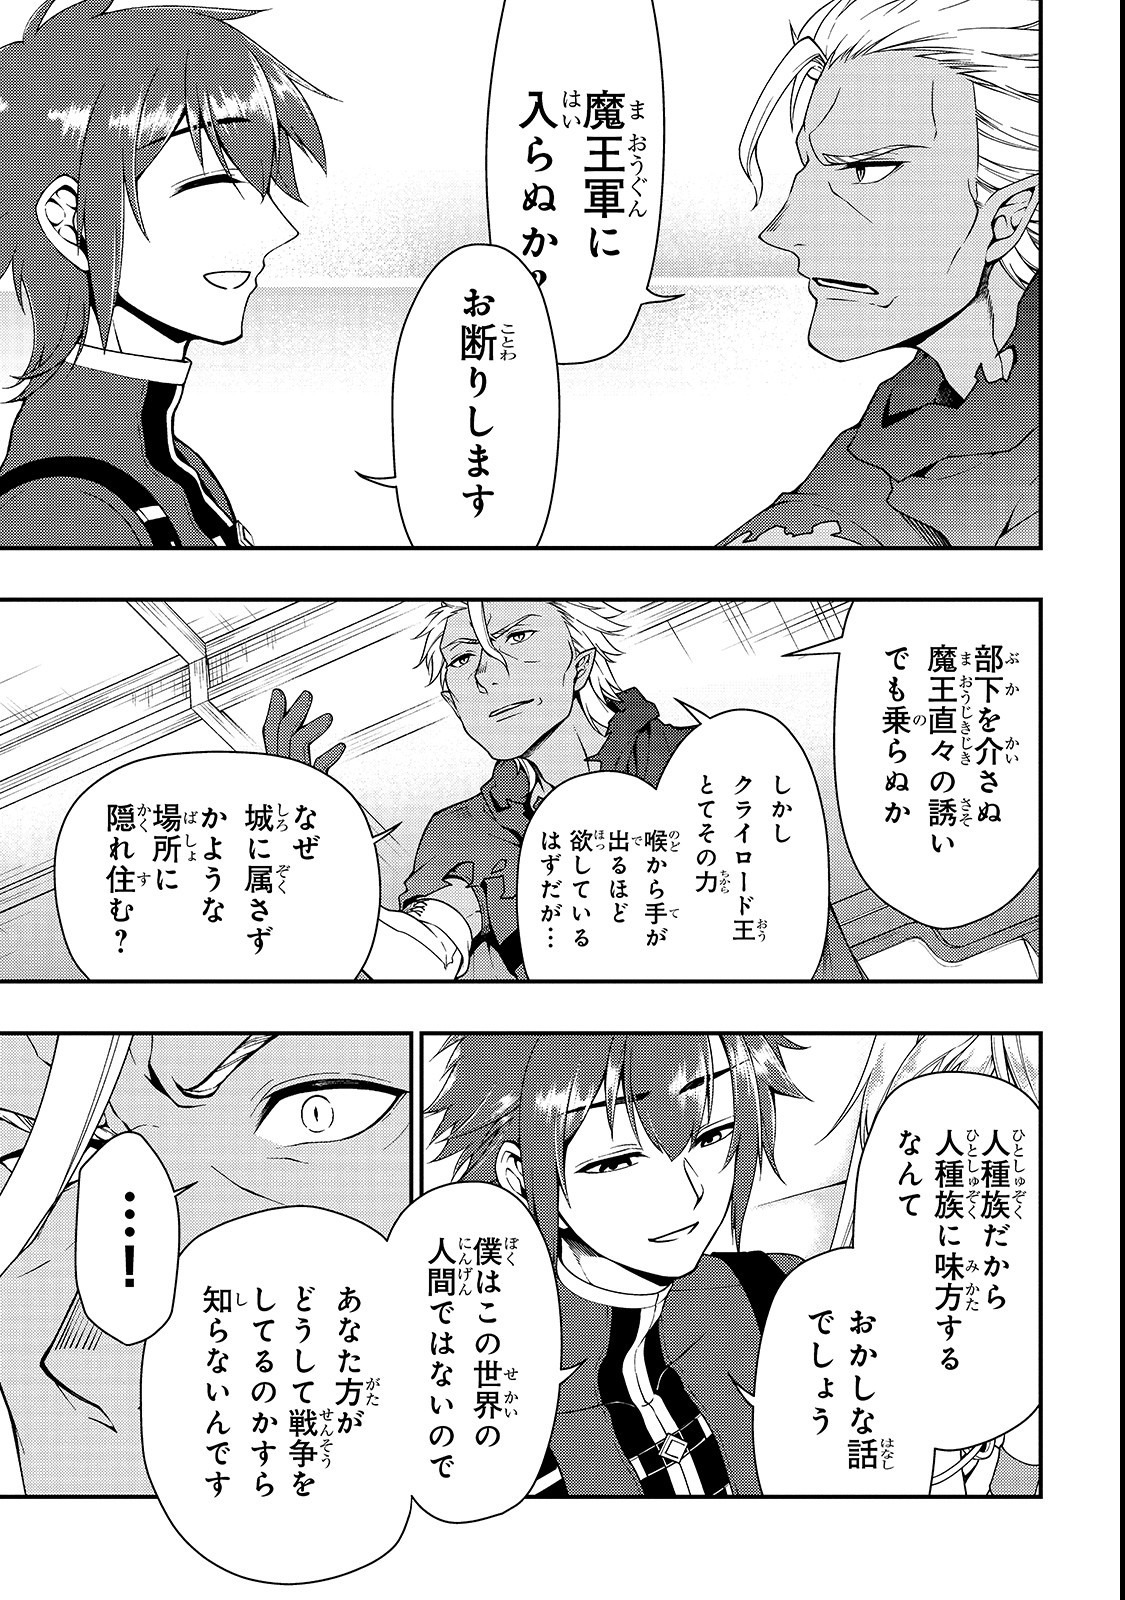 魔王軍に
入らぬか?
お断りします
部下を介さぬ
魔王直々の誘い
でも乗らぬか
しかし
クライロード王
とてその力
喉から手が
出るほど
欲している
はずだが…
なぜ
城に属さず
かような
場所に
隠れ住む?
人種族だから
人種族に味方する
なんて
おかしな話
でしょう
僕はこの世界の
人間ではないので
あなた方が
どうして戦争を
してるのかすら
知らないんです
…!